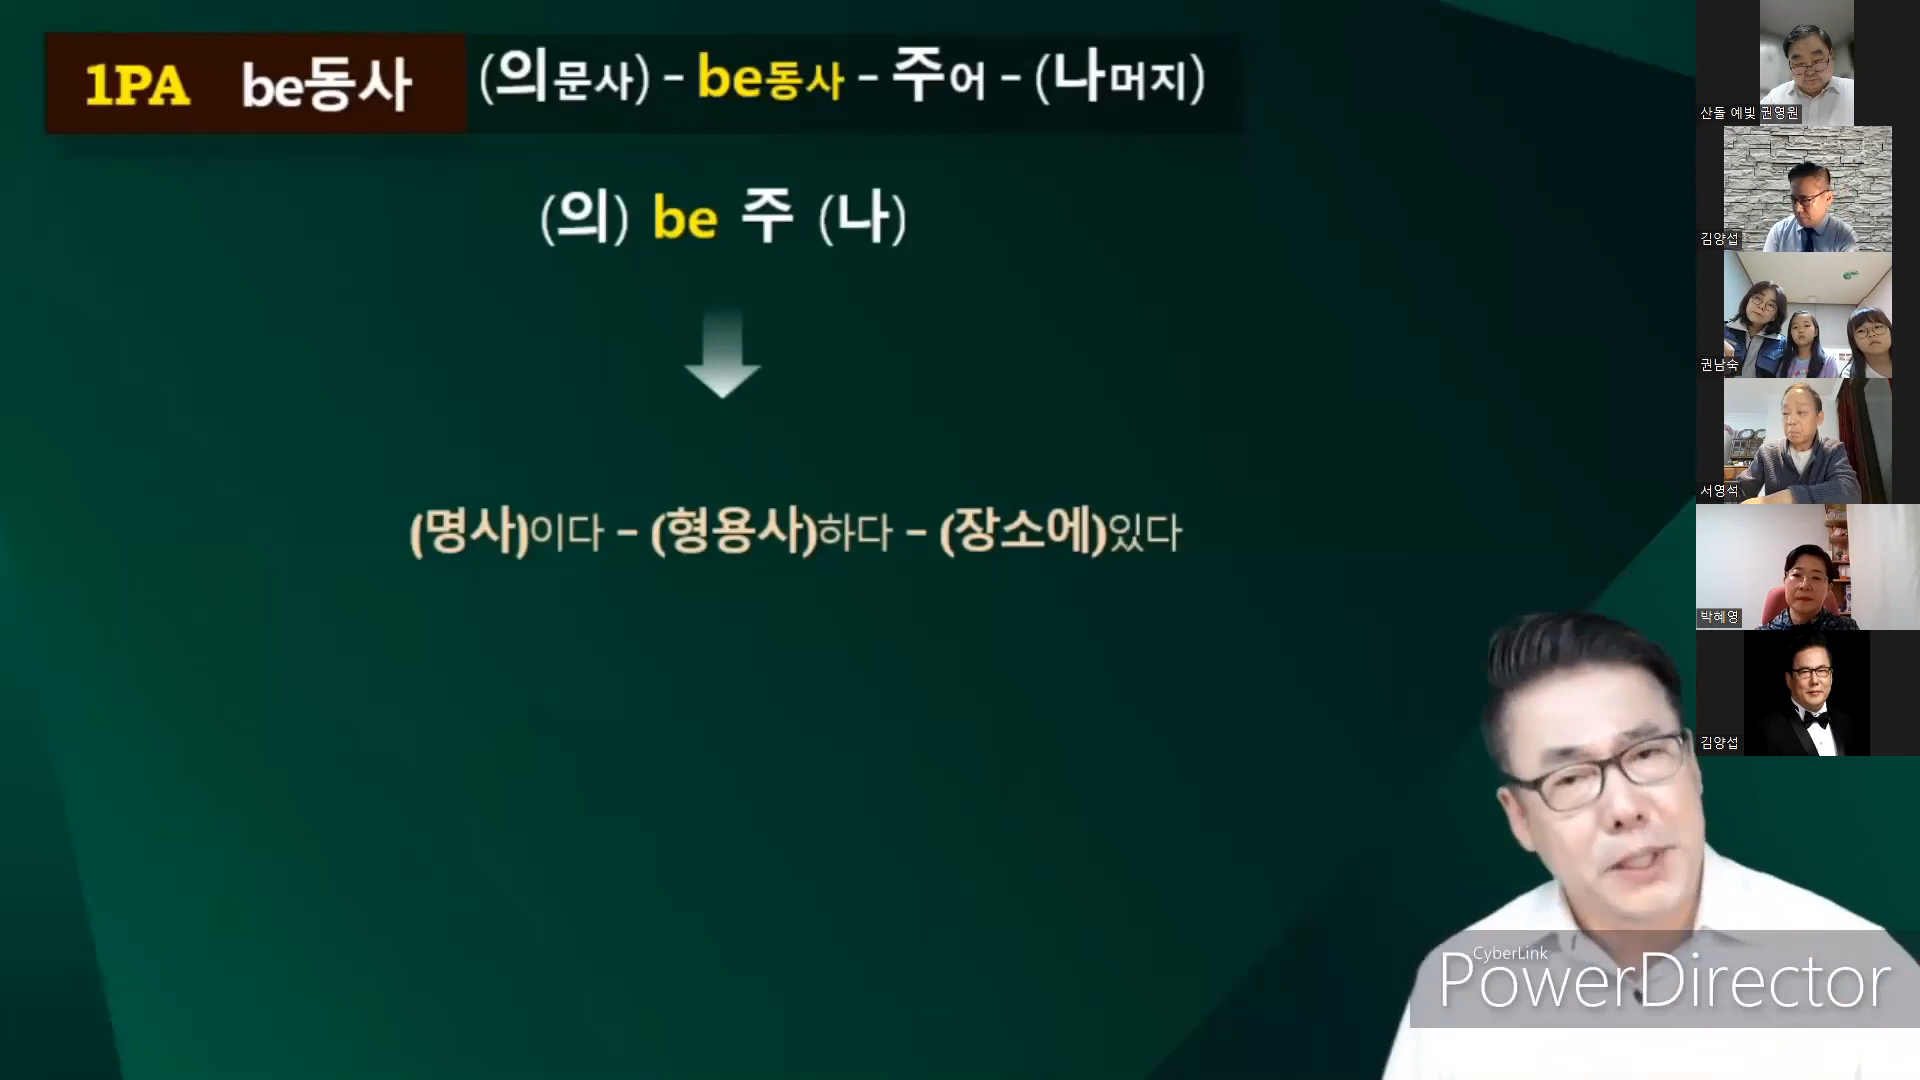 1PA be동사 (의문사) - be동사 - 주어 - (나머지)
(의) be 주 (나)
(명사)이다 - (형용사)하다 - (장소에)있다
산돌 예빛 권영원
김양섭
권남숙
서영석
박혜영
김양섭
CyberLink
PowerDirector